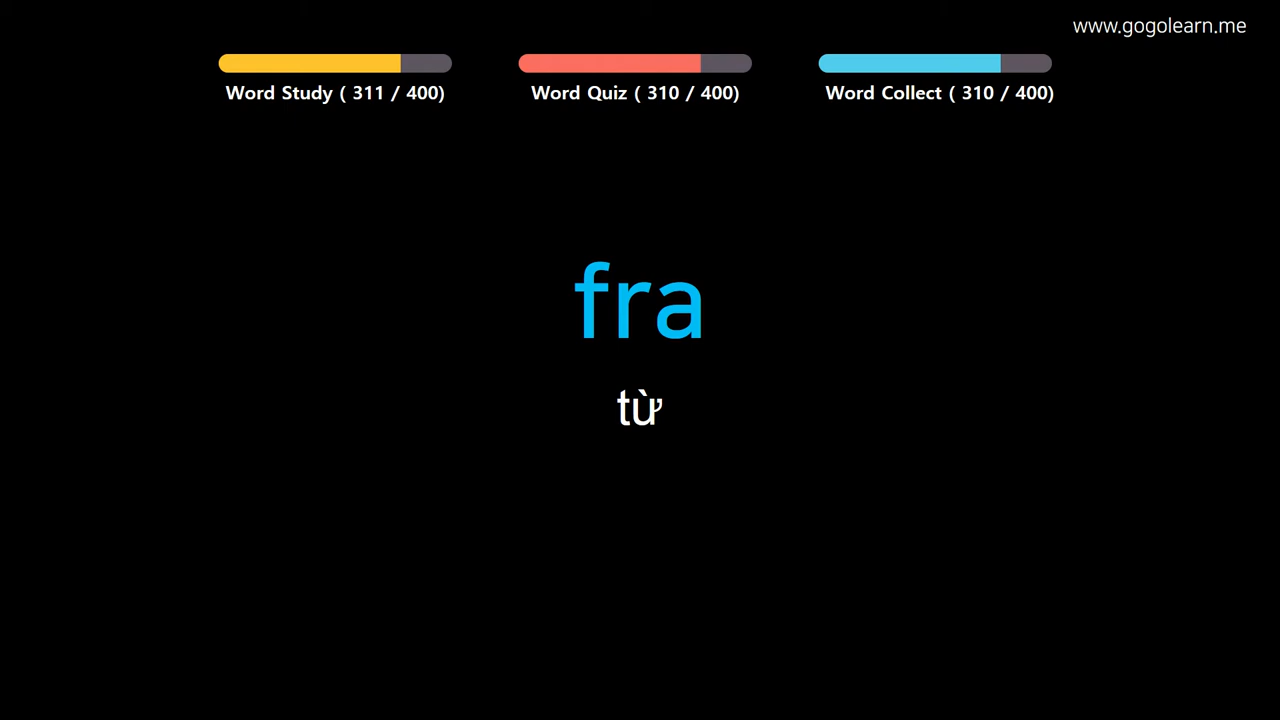 www.gogolearn.me
Word Study ( 311 / 400)
Word Quiz ( 310 / 400)
Word Collect ( 310 / 400)
fra
từ